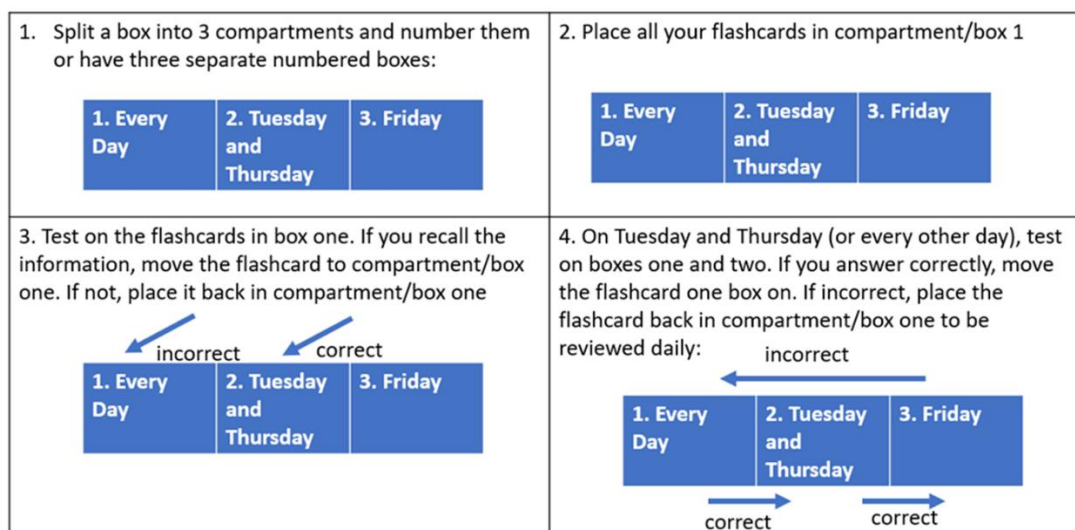 1. Split a box into 3 compartments and number them
or have three separate numbered boxes:
1. Every
Day
2. Tuesday
and
Thursday
3. Friday
2. Place all your flashcards in compartment/box 1
1. Every
Day
2. Tuesday
and
Thursday
3. Friday
3. Test on the flashcards in box one. If you recall the
information, move the flashcard to compartment/box
one. If not, place it back in compartment/box one
incorrect
correct
1. Every
Day
2. Tuesday
and
Thursday
3. Friday
4. On Tuesday and Thursday (or every other day), test
on boxes one and two. If you answer correctly, move
the flashcard one box on. If incorrect, place the
flashcard back in compartment/box one to be
reviewed daily:
incorrect
1. Every
Day
2. Tuesday
and
Thursday
3. Friday
correct
correct